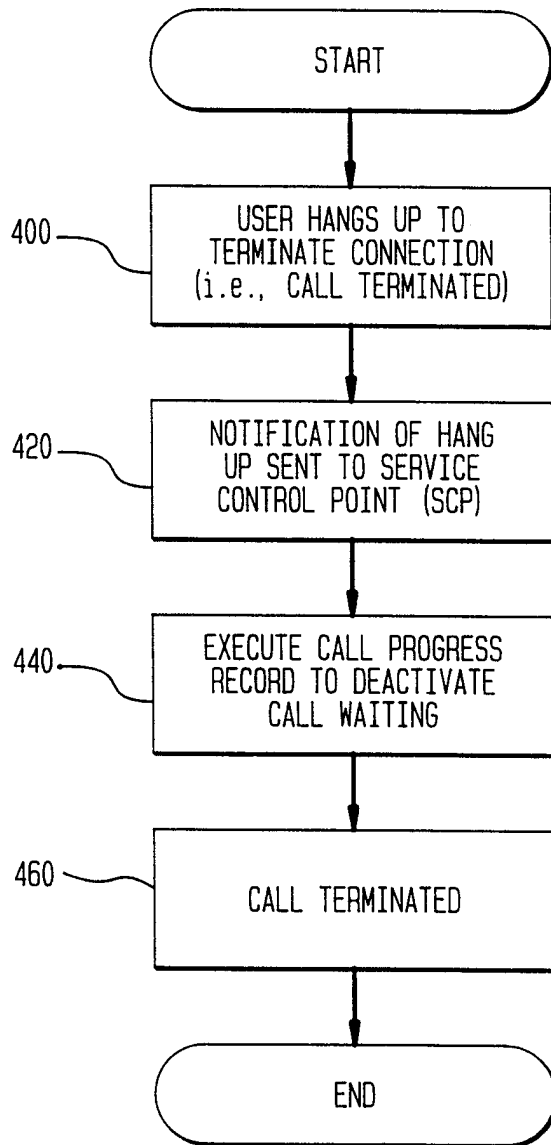 START
400
USER HANGS UP TO
TERMINATE CONNECTION
(i.e., CALL TERMINATED)
420
NOTIFICATION OF HANG
UP SENT TO SERVICE
CONTROL POINT (SCP)
440
EXECUTE CALL PROGRESS
RECORD TO DEACTIVATE
CALL WAITING
460
CALL TERMINATED
END